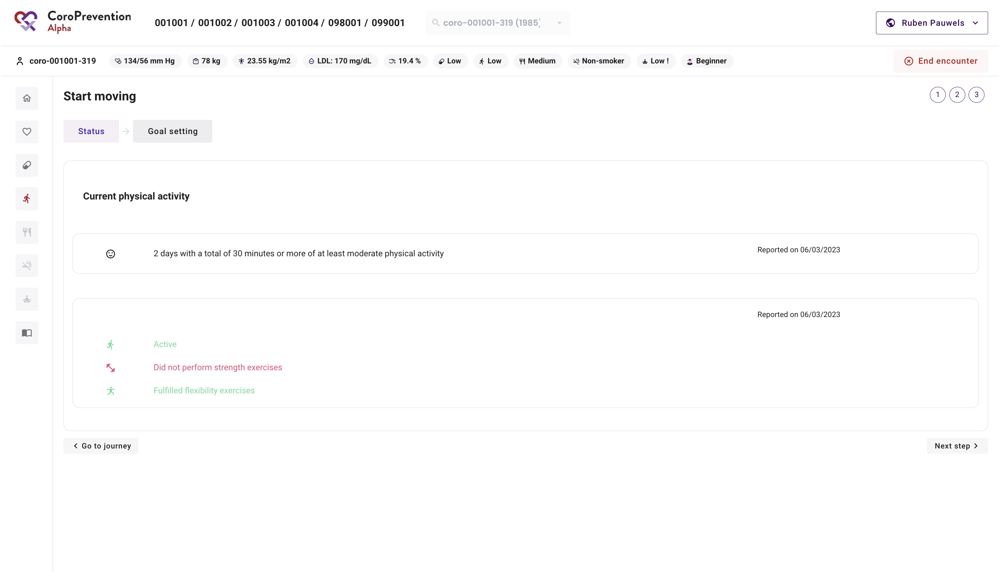 CoroPrevention
Alpha
001001 / 001002 / 001003 / 001004 / 098001 / 099001
coro-001001-319 (1985)
Ruben Pauwels
coro-001001-319
134/56 mm Hg
78 kg
23.55 kg/m2
LDL: 170 mg/dL
19.4 %
Low
Low
Medium
Non-smoker
Low !
Beginner
End encounter
Start moving
1
2
3
Status
Goal setting
Current physical activity
2 days with a total of 30 minutes or more of at least moderate physical activity
Reported on 06/03/2023
Reported on 06/03/2023
Active
Did not perform strength exercises
Fulfilled flexibility exercises
Go to journey
Next step